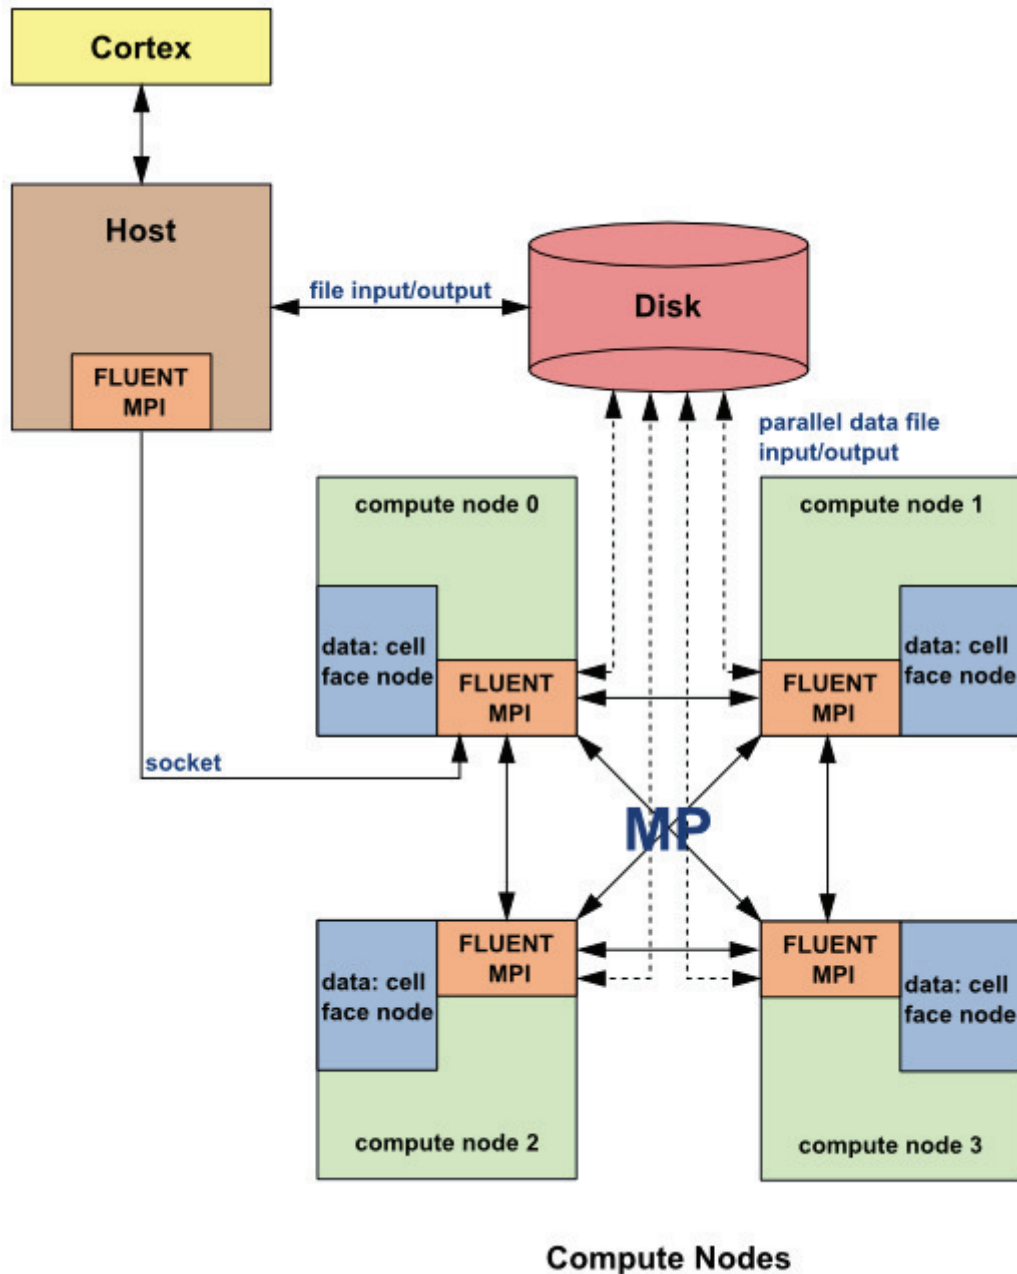 Cortex
Host
file input/output
Disk
FLUENT
MPI
parallel data file
input/output
compute node 0
compute node 1
data: cell
face node
FLUENT
MPI
FLUENT
MPI
data: cell
face node
socket
MP
data: cell
face node
FLUENT
MPI
FLUENT
MPI
data: cell
face node
compute node 2
compute node 3
Compute Nodes